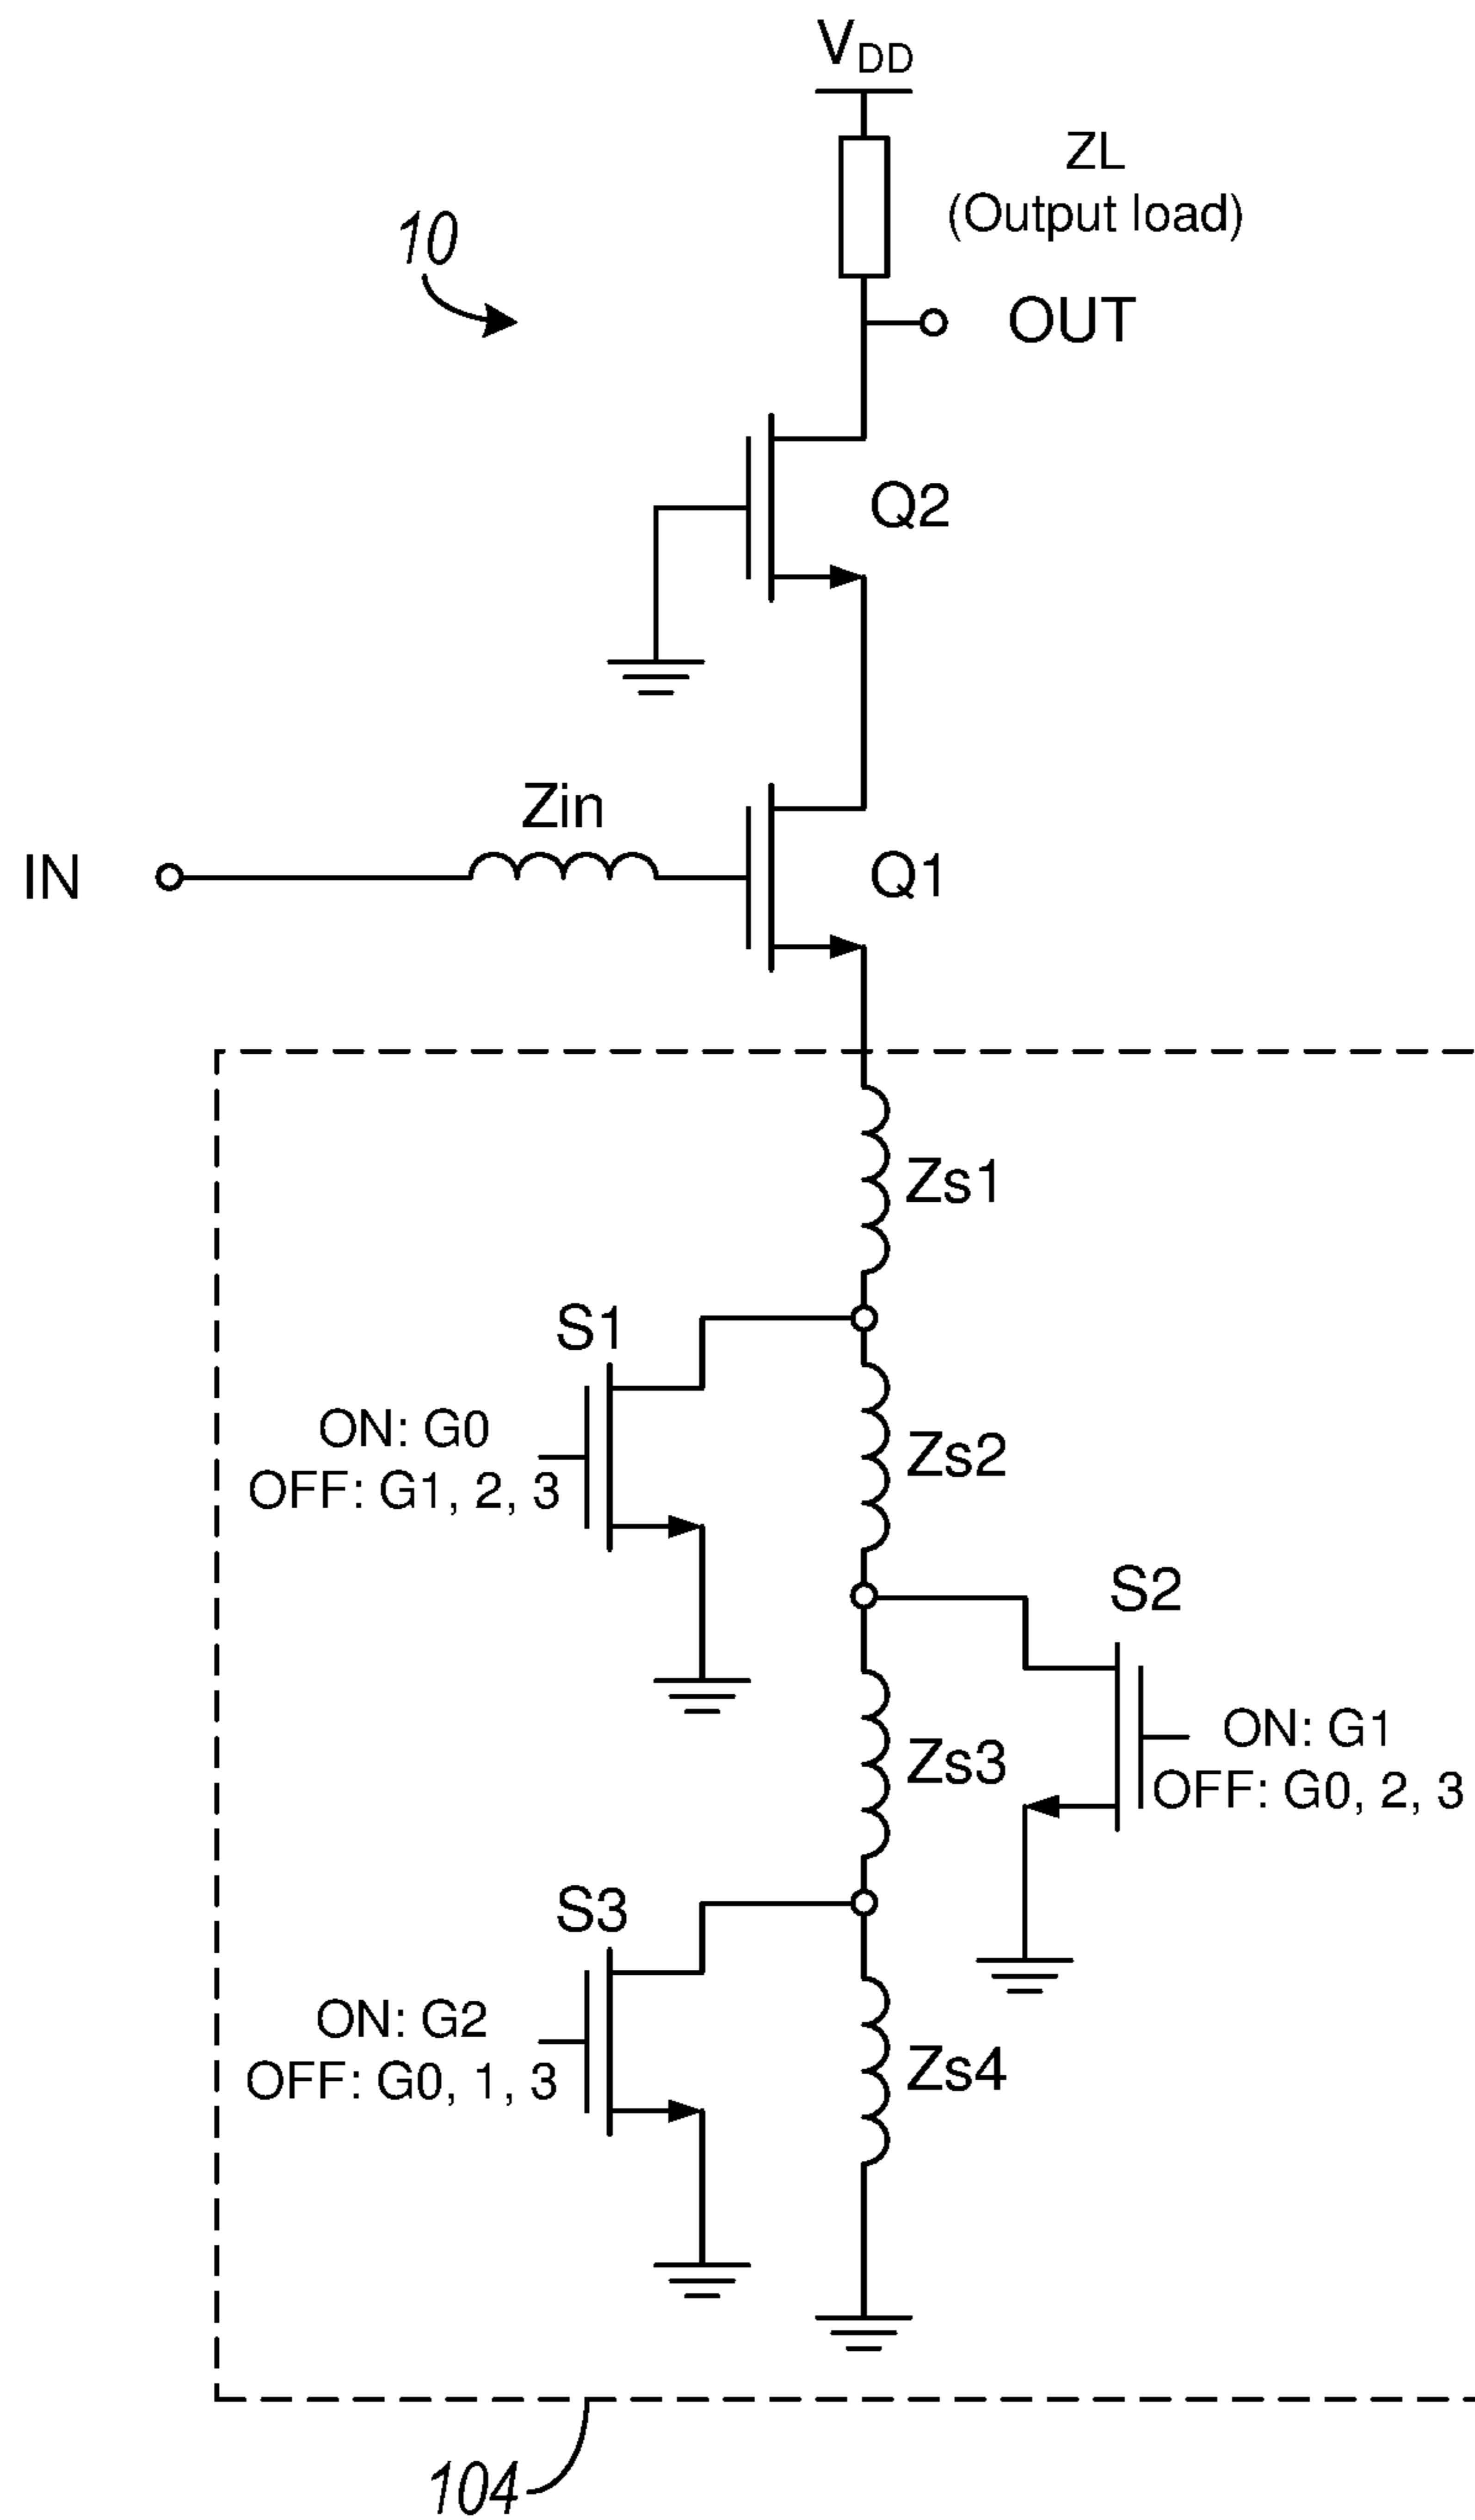 VDD
ZL
(Output load)
10
OUT
Q2
Zin
IN
Q1
Zs1
S1
ON: G0
OFF: G1, 2, 3
Zs2
S2
ON: G1
OFF: G0, 2, 3
Zs3
S3
ON: G2
OFF: G0, 1, 3
Zs4
104